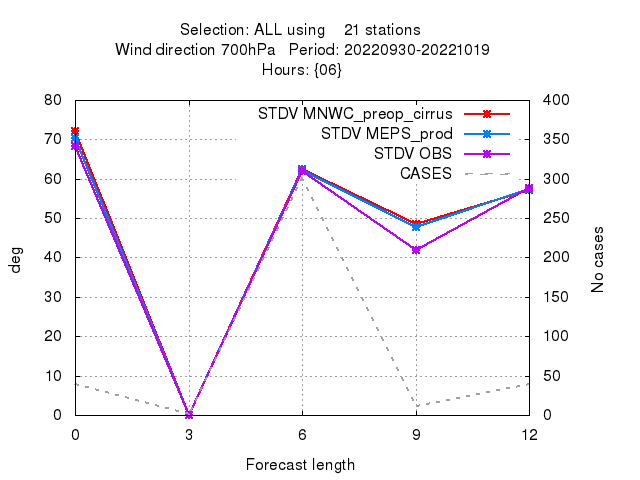 Selection: ALL using    21 stations
Wind direction 700hPa   Period: 20220930-20221019
Hours: {06}
STDV MNWC_preop_cirrus
STDV MEPS_prod
STDV OBS
CASES
80
70
60
50
40
30
20
10
0
deg
400
350
300
250
200
150
100
50
0
No cases
0 3 6 9 12
Forecast length